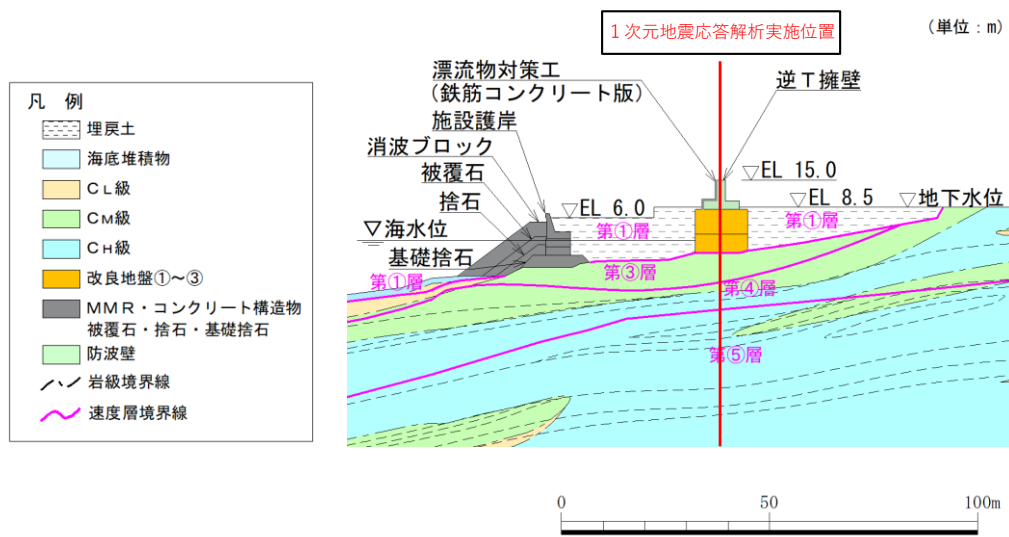 1次元地震応答解析実施位置
(単位：m)
漂流物対策工
(鉄筋コンクリート版)
逆T擁壁
施設護岸
消波ブロック
被覆石
捨石
▽EL 15.0
▽EL 6.0
▽EL 8.5
▽地下水位
▽海水位
基礎捨石
第①層
第①層
第①層
第③層
第④層
第⑤層
凡 例
埋戻土
海底堆積物
CL級
CM級
CH級
改良地盤①～③
MMR・コンクリート構造物
被覆石・捨石・基礎捨石
防波壁
岩級境界線
速度層境界線
0 50 100m